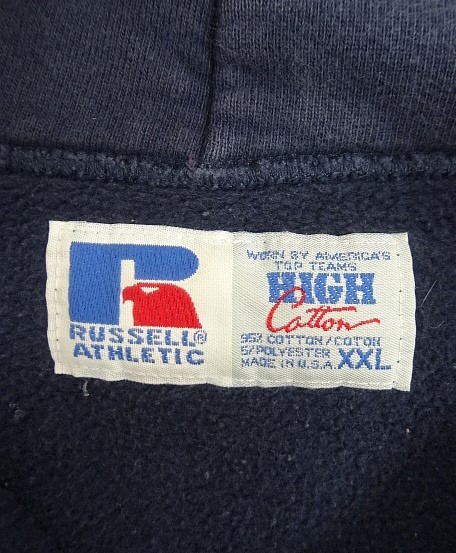 RUSSELL®
ATHLETIC
WORN BY AMERICA'S
TOP TEAMS
HIGH
Cotton
95% COTTON/COTON
5/POLYESTER
MADE IN U.S.A.
XXL